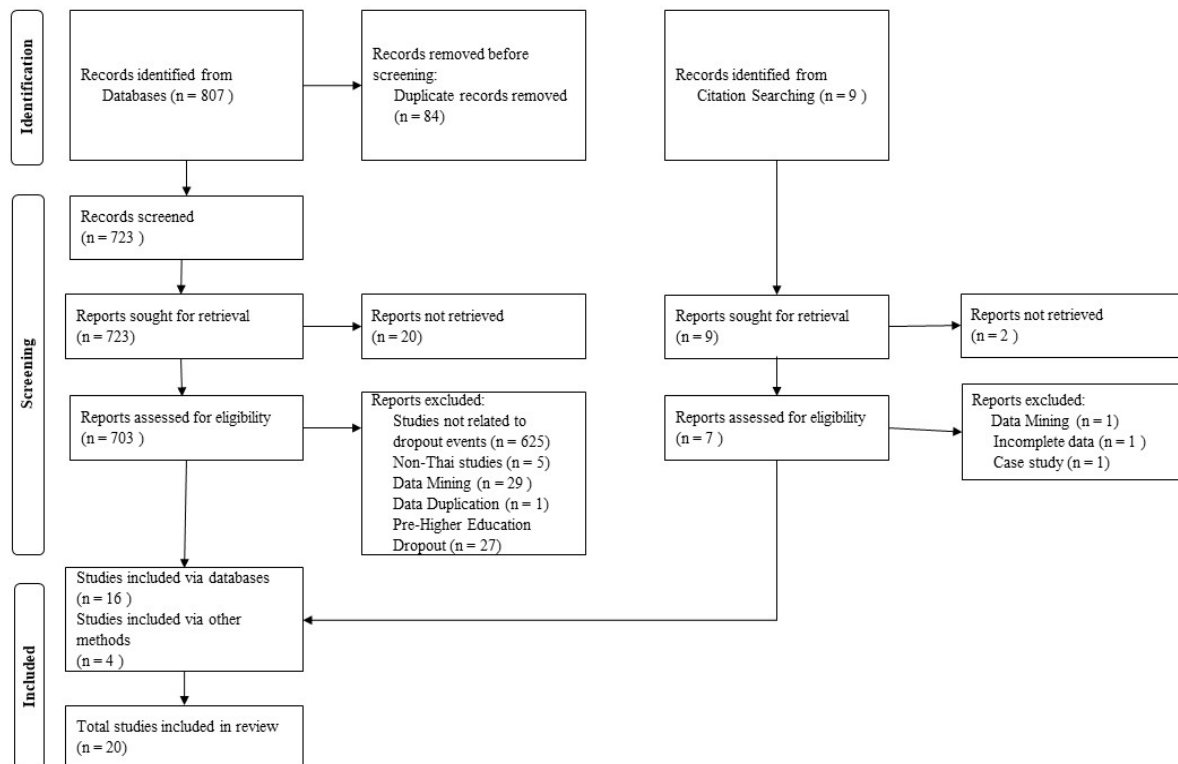 Identification
Records identified from
Databases (n = 807 )
Records removed before
screening:
Duplicate records removed
(n = 84)
Records identified from
Citation Searching (n = 9 )
Screening
Records screened
(n = 723 )
Reports sought for retrieval
(n = 723)
Reports not retrieved
(n = 20)
Reports sought for retrieval
(n = 9)
Reports not retrieved
(n = 2 )
Reports assessed for eligibility
(n = 703 )
Reports excluded:
Studies not related to
dropout events (n = 625)
Non-Thai studies (n = 5)
Data Mining (n = 29 )
Data Duplication (n = 1)
Pre-Higher Education
Dropout (n = 27)
Reports assessed for eligibility
(n = 7 )
Reports excluded:
Data Mining (n = 1)
Incomplete data (n = 1 )
Case study (n = 1)
Included
Studies included via databases
(n = 16 )
Studies included via other
methods
(n = 4 )
Total studies included in review
(n = 20)